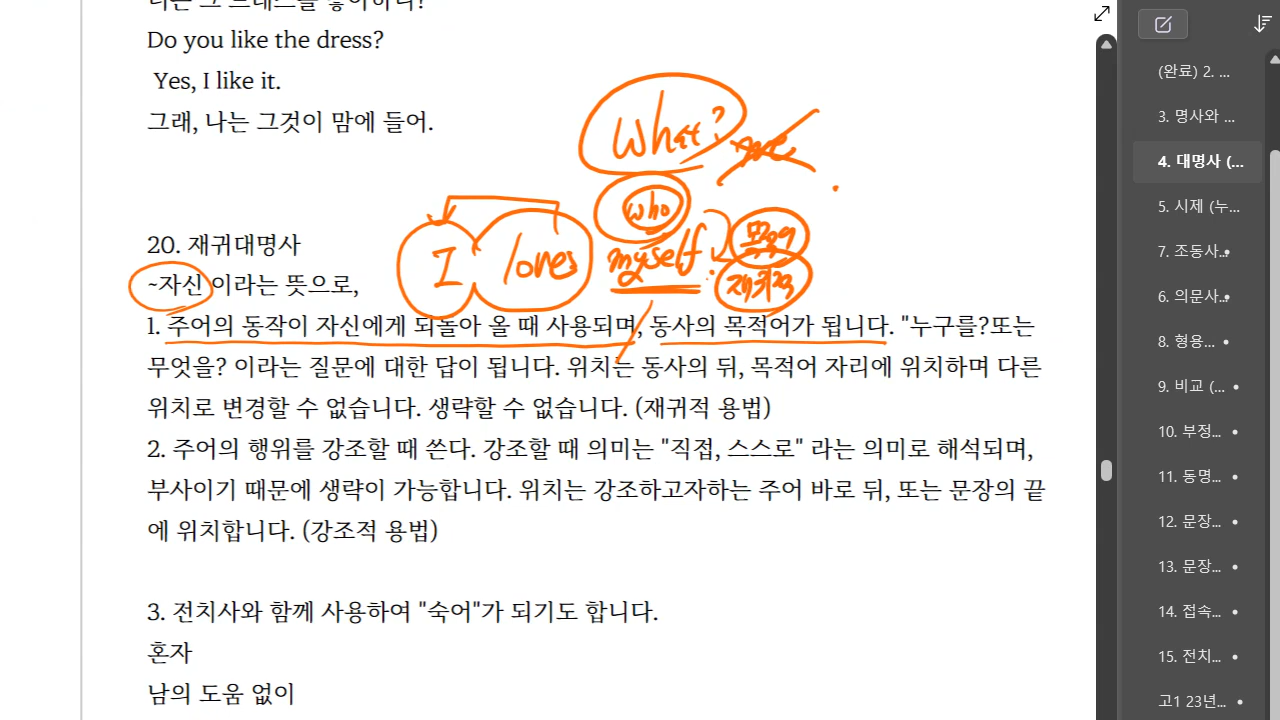 Do you like the dress?
Yes, I like it.
그래, 나는 그것이 맘에 들어.
What?
who
I loves myself
목적어
재귀적
20. 재귀대명사
~자신 이라는 뜻으로,
1. 주어의 동작이 자신에게 되돌아 올 때 사용되며, 동사의 목적어가 됩니다. "누구를?또는
무엇을? 이라는 질문에 대한 답이 됩니다. 위치는 동사의 뒤, 목적어 자리에 위치하며 다른
위치로 변경할 수 없습니다. 생략할 수 없습니다. (재귀적 용법)
2. 주어의 행위를 강조할 때 쓴다. 강조할 때 의미는 "직접, 스스로" 라는 의미로 해석되며,
부사이기 때문에 생략이 가능합니다. 위치는 강조하고자하는 주어 바로 뒤, 또는 문장의 끝
에 위치합니다. (강조적 용법)
3. 전치사와 함께 사용하여 "숙어"가 되기도 합니다.
혼자
남의 도움 없이
(완료) 2. ...
3. 명사와 ...
4. 대명사 (...
5. 시제 (누...
7. 조동사...
6. 의문사...
8. 형용...
9. 비교 (...
10. 부정...
11. 동명...
12. 문장...
13. 문장...
14. 접속...
15. 전치...
고1 23년...